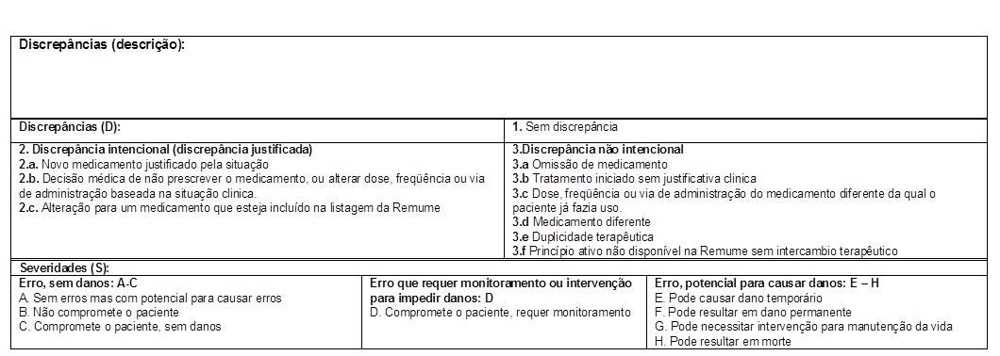 Discrepâncias (descrição):
Discrepâncias (D):
1. Sem discrepância
2. Discrepância intencional (discrepância justificada)
2.a. Novo medicamento justificado pela situação
2.b. Decisão médica de não prescrever o medicamento, ou alterar dose, freqüência ou via
de administração baseada na situação clinica.
2.c. Alteração para um medicamento que esteja incluído na listagem da Remume
3.Discrepância não intencional
3.a Omissão de medicamento
3.b Tratamento iniciado sem justificativa clinica
3.c Dose, freqüência ou via de administração do medicamento diferente da qual o
paciente já fazia uso.
3.d Medicamento diferente
3.e Duplicidade terapêutica
3.f Princípio ativo não disponível na Remume sem intercambio terapêutico
Severidades (S):
Erro, sem danos: A-C
A. Sem erros mas com potencial para causar erros
B. Não compromete o paciente
C. Compromete o paciente, sem danos
Erro que requer monitoramento ou intervenção
para impedir danos: D
D. Compromete o paciente, requer monitoramento
Erro, potencial para causar danos: E – H
E. Pode causar dano temporário
F. Pode resultar em dano permanente
G. Pode necessitar intervenção para manutenção da vida
H. Pode resultar em morte